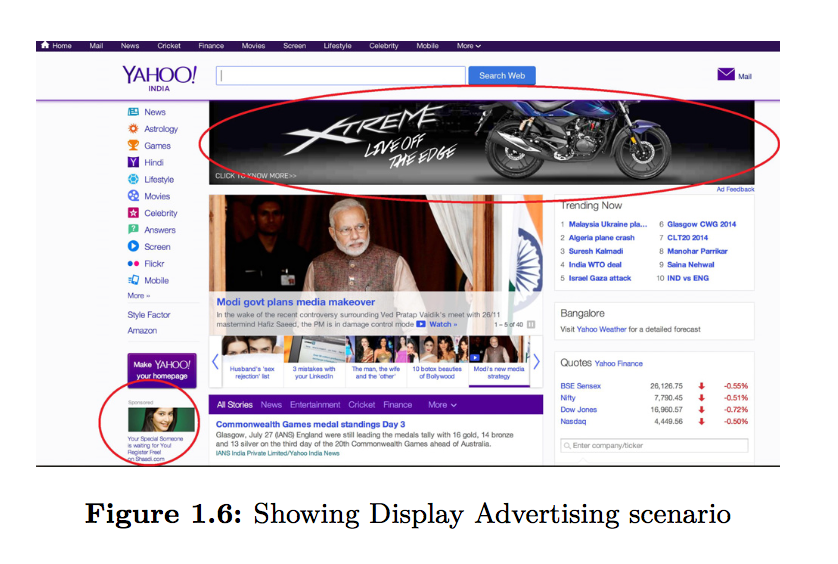 Home Mail News Cricket Finance Movies Screen Lifestyle Celebrity Mobile More
YAHOO!
INDIA
Search Web
Mail
News
Astrology
Games
Hindi
Lifestyle
Movies
Celebrity
Answers
Screen
Flickr
Mobile
More »
Style Factor
Amazon
Make YAHOO!
your homepage
Sponsored
Your Special Someone
is waiting for You!
Register Free!
on Shaadi.com
XTREME
LIVE OFF
THE EDGE
CLICK TO KNOW MORE>>
Ad Feedback
Modi govt plans media makeover
In the wake of the recent controversy surrounding Ved Pratap Vaidik's meet with 26/11
mastermind Hafiz Saeed, the PM is in damage control mode Watch »
1 – 5 of 40
Husband's 'sex
rejection' list
3 mistakes with
your LinkedIn
The man, the wife
and the 'other'
10 botox beauties
of Bollywood
Modi's new media
strategy
All Stories News Entertainment Cricket Finance More
Commonwealth Games medal standings Day 3
Glasgow, July 27 (IANS) England were still leading the medals tally with 16 gold, 14 bronze
and 13 silver on the third day of the 20th Commonwealth Games ahead of Australia.
IANS India Private Limited/Yahoo India News
Trending Now
1 Malaysia Ukraine pla...
2 Algeria plane crash
3 Suresh Kalmadi
4 India WTO deal
5 Israel Gaza attack
6 Glasgow CWG 2014
7 CLT20 2014
8 Manohar Parrikar
9 Saina Nehwal
10 IND vs ENG
Bangalore
Visit Yahoo Weather for a detailed forecast
Quotes Yahoo Finance
BSE Sensex 26,126.75 -0.55%
Nifty 7,790.45 -0.51%
Dow Jones 16,960.57 -0.72%
Nasdaq 4,449.56 -0.50%
Enter company/ticker
Figure 1.6: Showing Display Advertising scenario